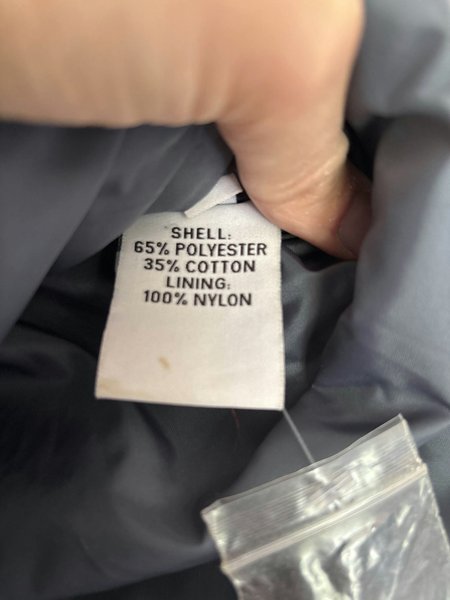 SHELL:
65% POLYESTER
35% COTTON
LINING:
100% NYLON